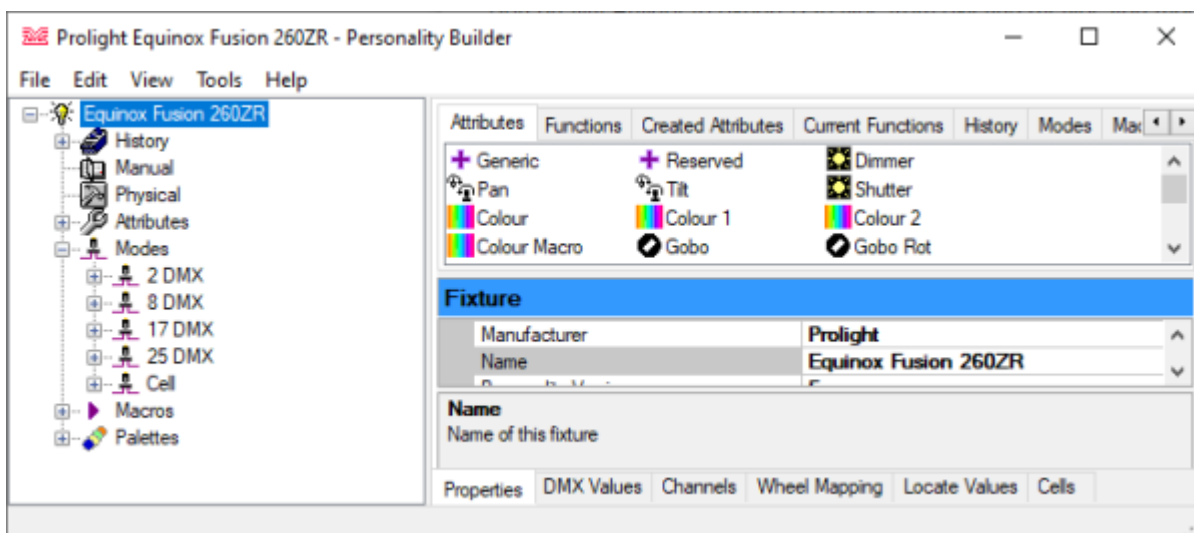 Prolight Equinox Fusion 260ZR - Personality Builder
File Edit View Tools Help
Equinox Fusion 260ZR
History
Manual
Physical
Attributes
Modes
2 DMX
8 DMX
17 DMX
25 DMX
Cell
Macros
Palettes
Attributes Functions Created Attributes Current Functions History Modes
Generic Reserved Dimmer
Pan Tilt Shutter
Colour Colour 1 Colour 2
Colour Macro Gobo Gobo Rot
Fixture
Manufacturer Prolight
Name Equinox Fusion 260ZR
Name
Name of this fixture
Properties DMX Values Channels Wheel Mapping Locate Values Cells